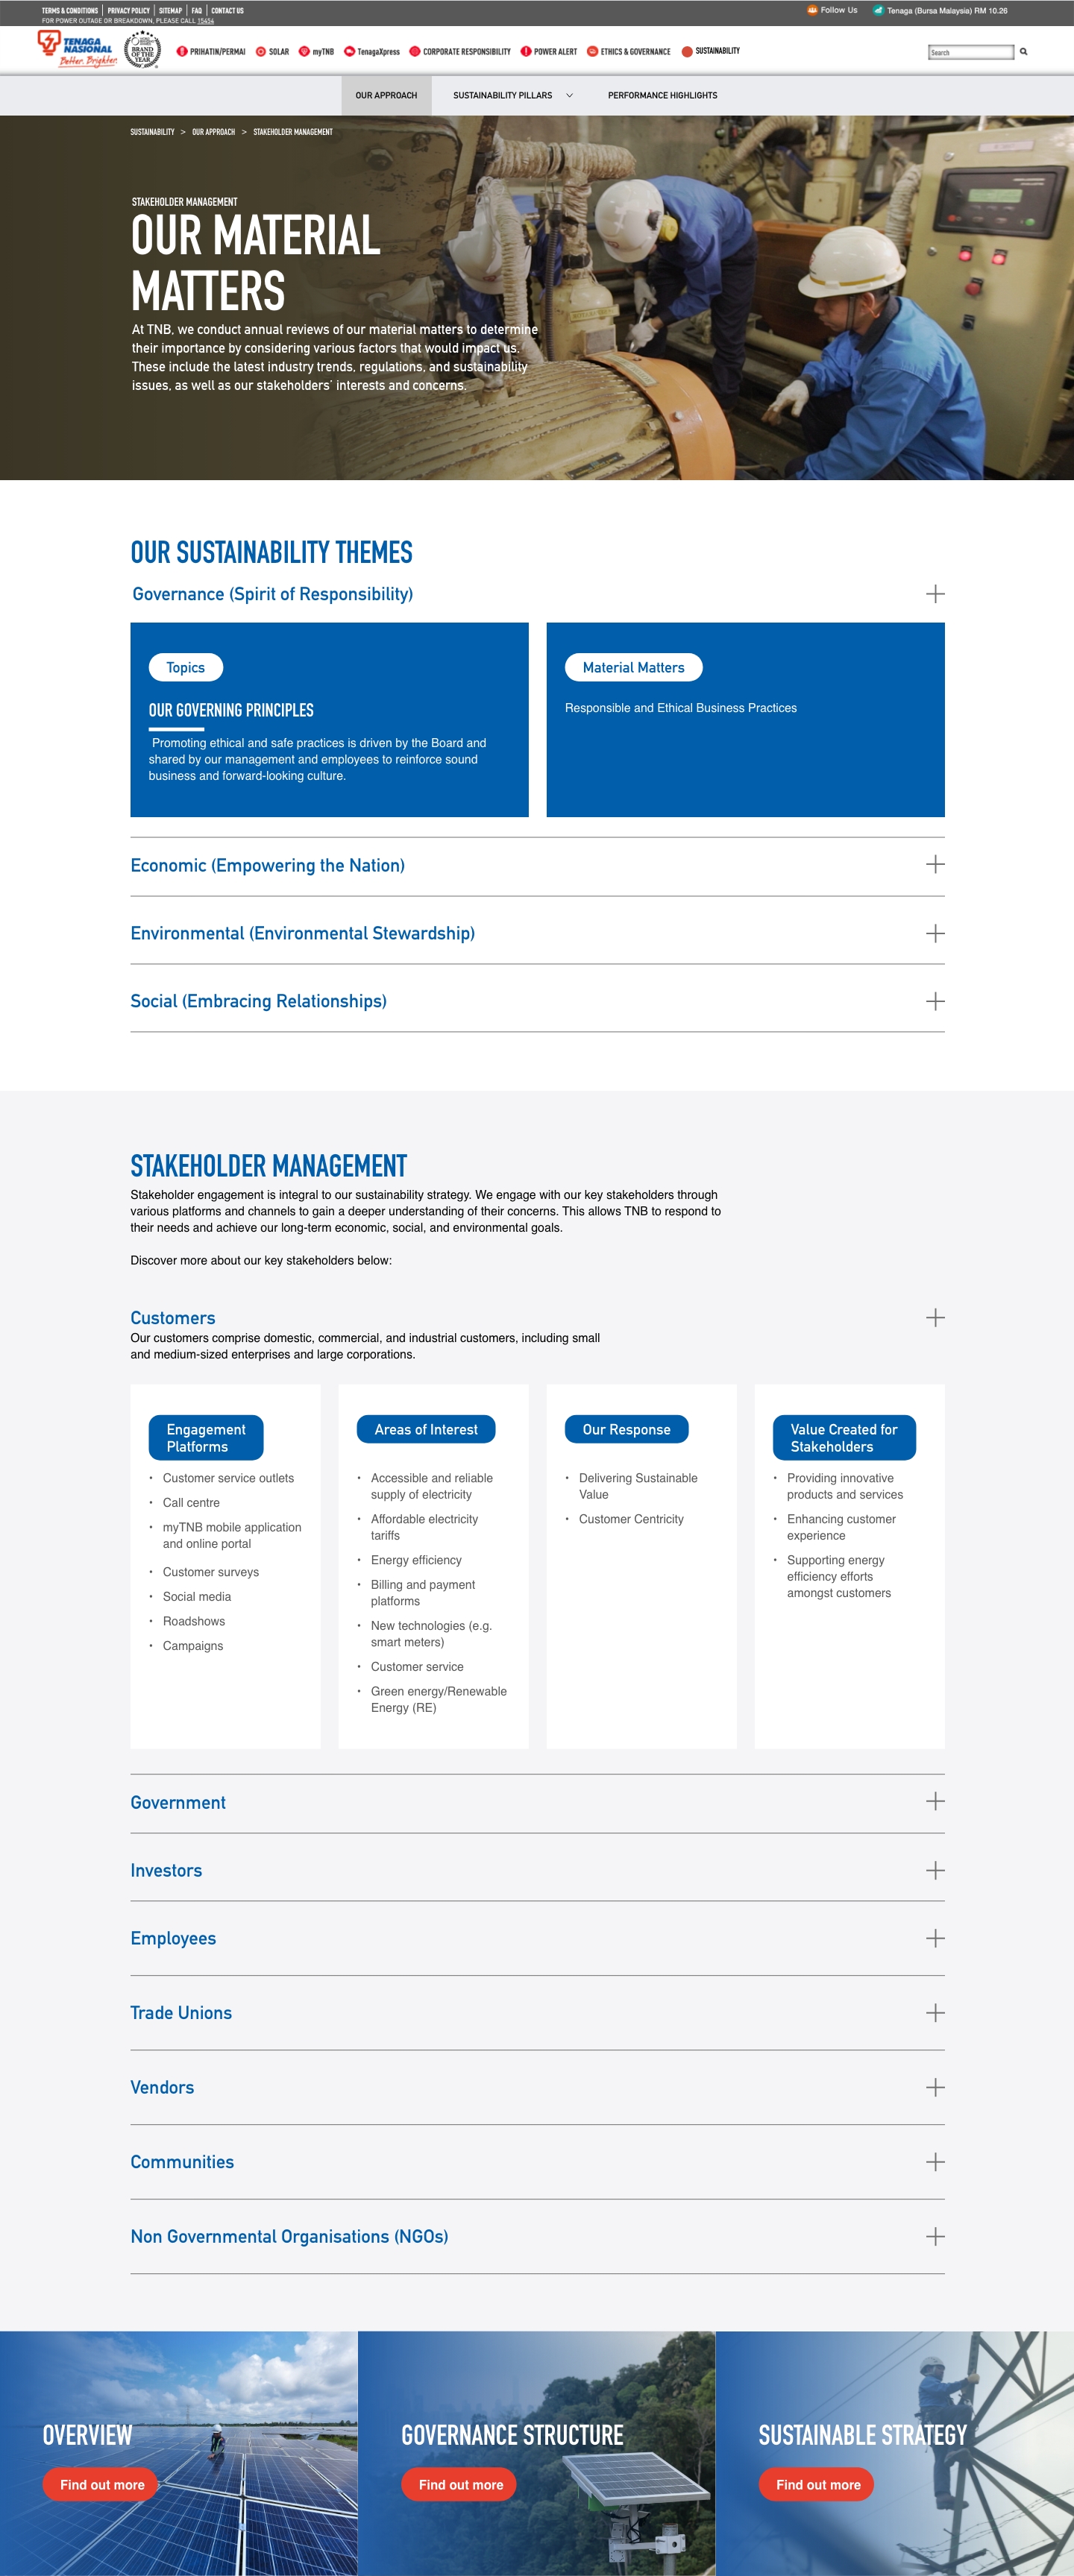 TERMS & CONDITIONS | PRIVACY POLICY | SITEMAP | FAQ | CONTACT US
FOR POWER OUTAGE OR BREAKDOWN, PLEASE CALL 15454
Follow Us
Tenaga (Bursa Malaysia) RM 10.26
TENAGA
NASIONAL
Better. Brighter.
BRAND
OF THE
YEAR
PRIHATIN/PERMAI
SOLAR
myTNB
TenagaXpress
CORPORATE RESPONSIBILITY
POWER ALERT
ETHICS & GOVERNANCE
SUSTAINABILITY
Search
OUR APPROACH
SUSTAINABILITY PILLARS
PERFORMANCE HIGHLIGHTS
SUSTAINABILITY > OUR APPROACH > STAKEHOLDER MANAGEMENT
STAKEHOLDER MANAGEMENT
OUR MATERIAL
MATTERS
At TNB, we conduct annual reviews of our material matters to determine
their importance by considering various factors that would impact us.
These include the latest industry trends, regulations, and sustainability
issues, as well as our stakeholders' interests and concerns.
OUR SUSTAINABILITY THEMES
Governance (Spirit of Responsibility)
Topics
OUR GOVERNING PRINCIPLES
Promoting ethical and safe practices is driven by the Board and
shared by our management and employees to reinforce sound
business and forward-looking culture.
Material Matters
Responsible and Ethical Business Practices
Economic (Empowering the Nation)
Environmental (Environmental Stewardship)
Social (Embracing Relationships)
STAKEHOLDER MANAGEMENT
Stakeholder engagement is integral to our sustainability strategy. We engage with our key stakeholders through
various platforms and channels to gain a deeper understanding of their concerns. This allows TNB to respond to
their needs and achieve our long-term economic, social, and environmental goals.
Discover more about our key stakeholders below:
Customers
Our customers comprise domestic, commercial, and industrial customers, including small
and medium-sized enterprises and large corporations.
Engagement
Platforms
• Customer service outlets
• Call centre
• myTNB mobile application
and online portal
• Customer surveys
• Social media
• Roadshows
• Campaigns
Areas of Interest
• Accessible and reliable
supply of electricity
• Affordable electricity
tariffs
• Energy efficiency
• Billing and payment
platforms
• New technologies (e.g.
smart meters)
• Customer service
• Green energy/Renewable
Energy (RE)
Our Response
• Delivering Sustainable
Value
• Customer Centricity
Value Created for
Stakeholders
• Providing innovative
products and services
• Enhancing customer
experience
• Supporting energy
efficiency efforts
amongst customers
Government
Investors
Employees
Trade Unions
Vendors
Communities
Non Governmental Organisations (NGOs)
OVERVIEW
Find out more
GOVERNANCE STRUCTURE
Find out more
SUSTAINABLE STRATEGY
Find out more